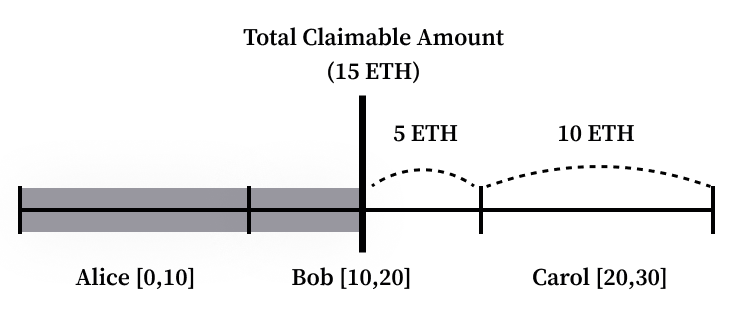 Total Claimable Amount
(15 ETH)
5 ETH
10 ETH
Alice [0,10]
Bob [10,20]
Carol [20,30]